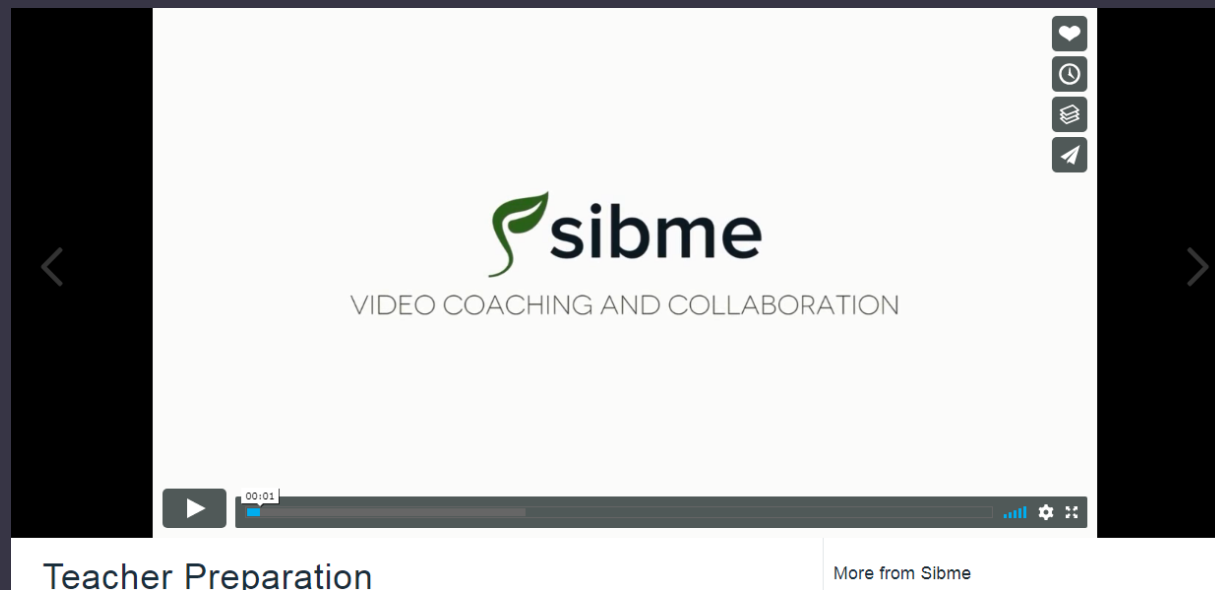 sibme
VIDEO COACHING AND COLLABORATION
00:01
Teacher Preparation
More from Sibme